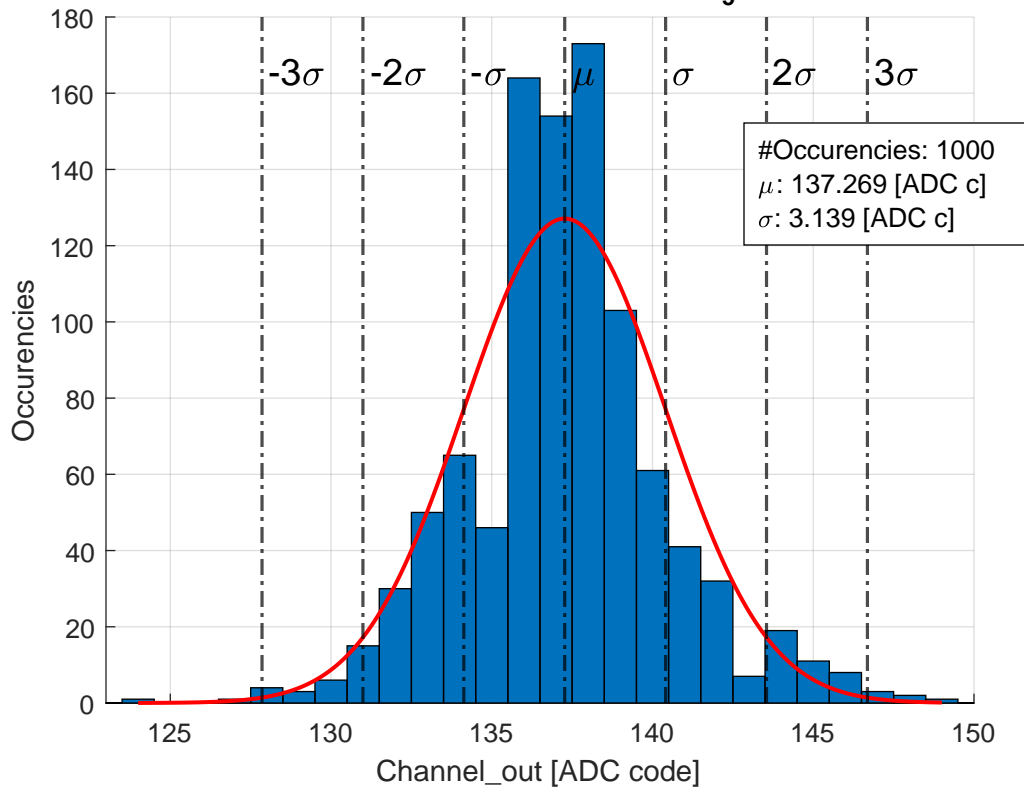 180
160
140
120
100
80
60
40
20
0
Occurencies
-3σ -2σ -σ μ σ 2σ 3σ
#Occurencies: 1000
μ: 137.269 [ADC c]
σ: 3.139 [ADC c]
125 130 135 140 145 150
Channel_out [ADC code]